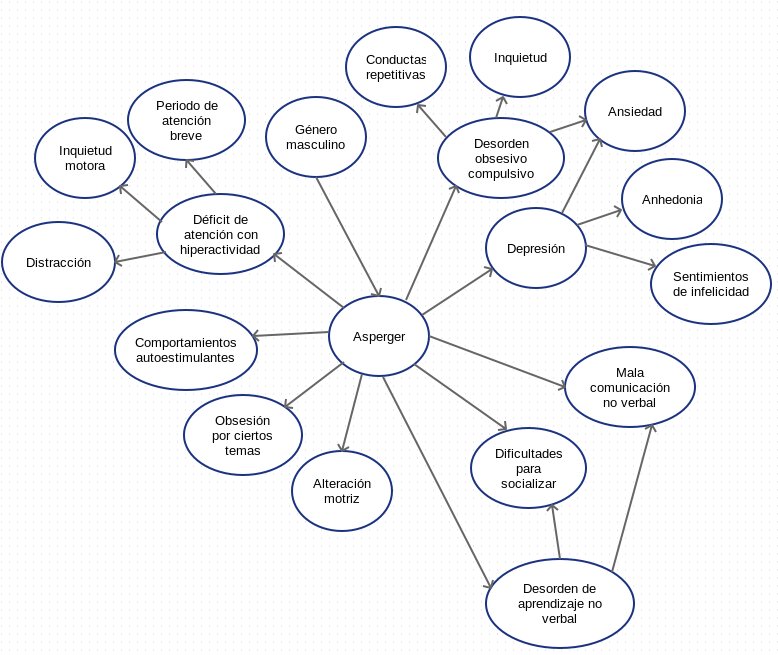 Conductas
repetitivas
Inquietud
Ansiedad
Periodo de
atención
breve
Género
masculino
Inquietud
motora
Desorden
obsesivo
compulsivo
Anhedonia
Déficit de
atención con
hiperactividad
Depresión
Distracción
Sentimientos
de infelicidad
Asperger
Comportamientos
autoestimulantes
Mala
comunicación
no verbal
Obsesión
por ciertos
temas
Dificultades
para
socializar
Alteración
motriz
Desorden de
aprendizaje no
verbal